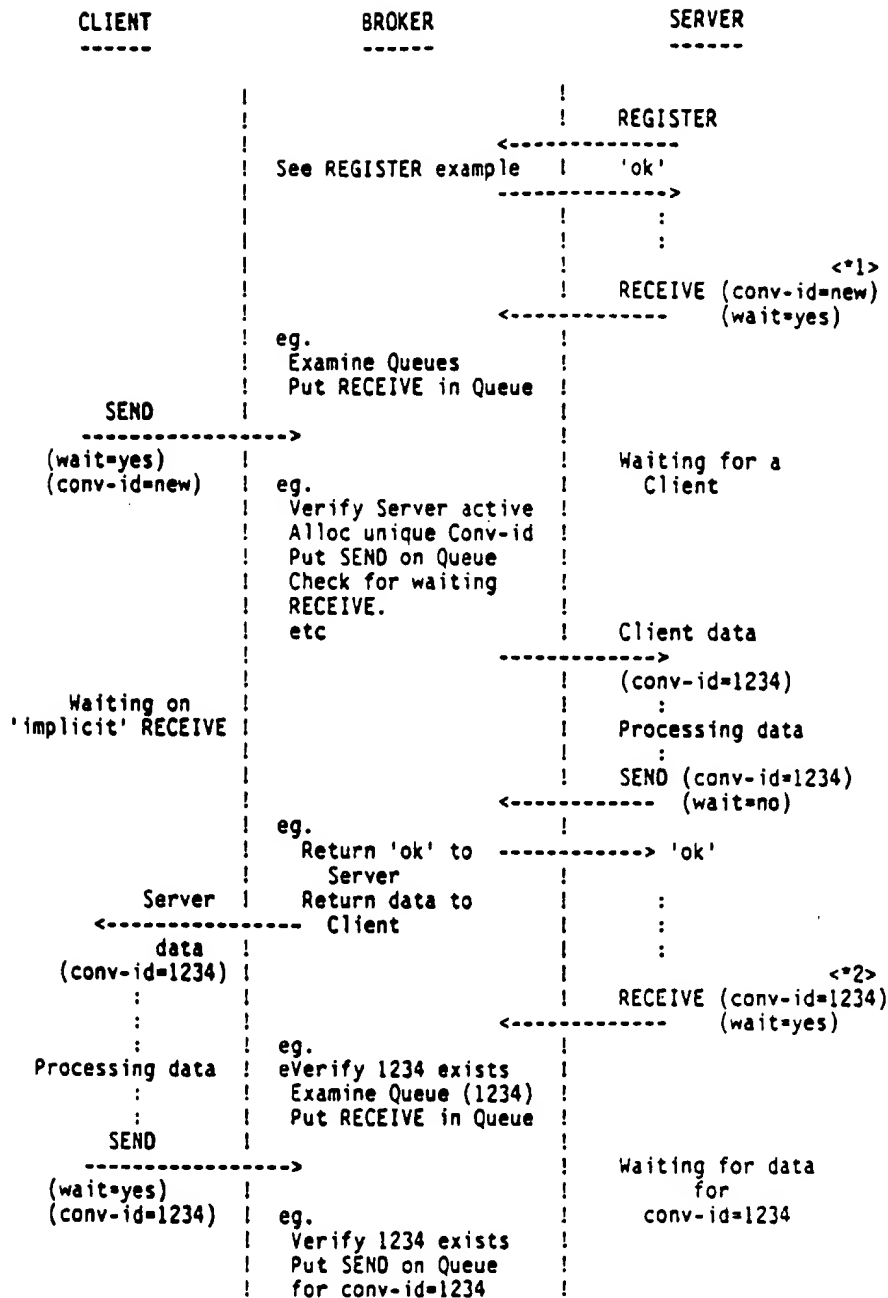 CLIENT BROKER SERVER
------ ------ ------
! !
! ! REGISTER
! <-------------
! See REGISTER example ! 'ok'
! ------------->
! ! :
! ! :
! ! <*1>
! ! RECEIVE (conv-id=new)
! <------------- (wait=yes)
! eg. !
! Examine Queues !
! Put RECEIVE in Queue !
SEND ! !
----------------> !
(wait=yes) ! ! Waiting for a
(conv-id=new) ! eg. ! Client
! Verify Server active !
! Alloc unique Conv-id !
! Put SEND on Queue !
! Check for waiting !
! RECEIVE. !
! etc ! Client data
! ------------->
! ! (conv-id=1234)
Waiting on ! ! :
'implicit' RECEIVE ! ! Processing data
! ! :
! ! SEND (conv-id=1234)
! <------------- (wait=no)
! eg. !
! Return 'ok' to -------------> 'ok'
! Server !
Server ! Return data to ! :
<---------------- Client ! :
data ! ! :
(conv-id=1234) ! ! <*2>
: ! ! RECEIVE (conv-id=1234)
: ! <------------- (wait=yes)
: ! eg. !
Processing data ! eVerify 1234 exists !
: ! Examine Queue (1234) !
: ! Put RECEIVE in Queue !
SEND ! !
----------------> ! Waiting for data
(wait=yes) ! ! for
(conv-id=1234) ! eg. ! conv-id=1234
! Verify 1234 exists !
! Put SEND on Queue !
! for conv-id=1234 !